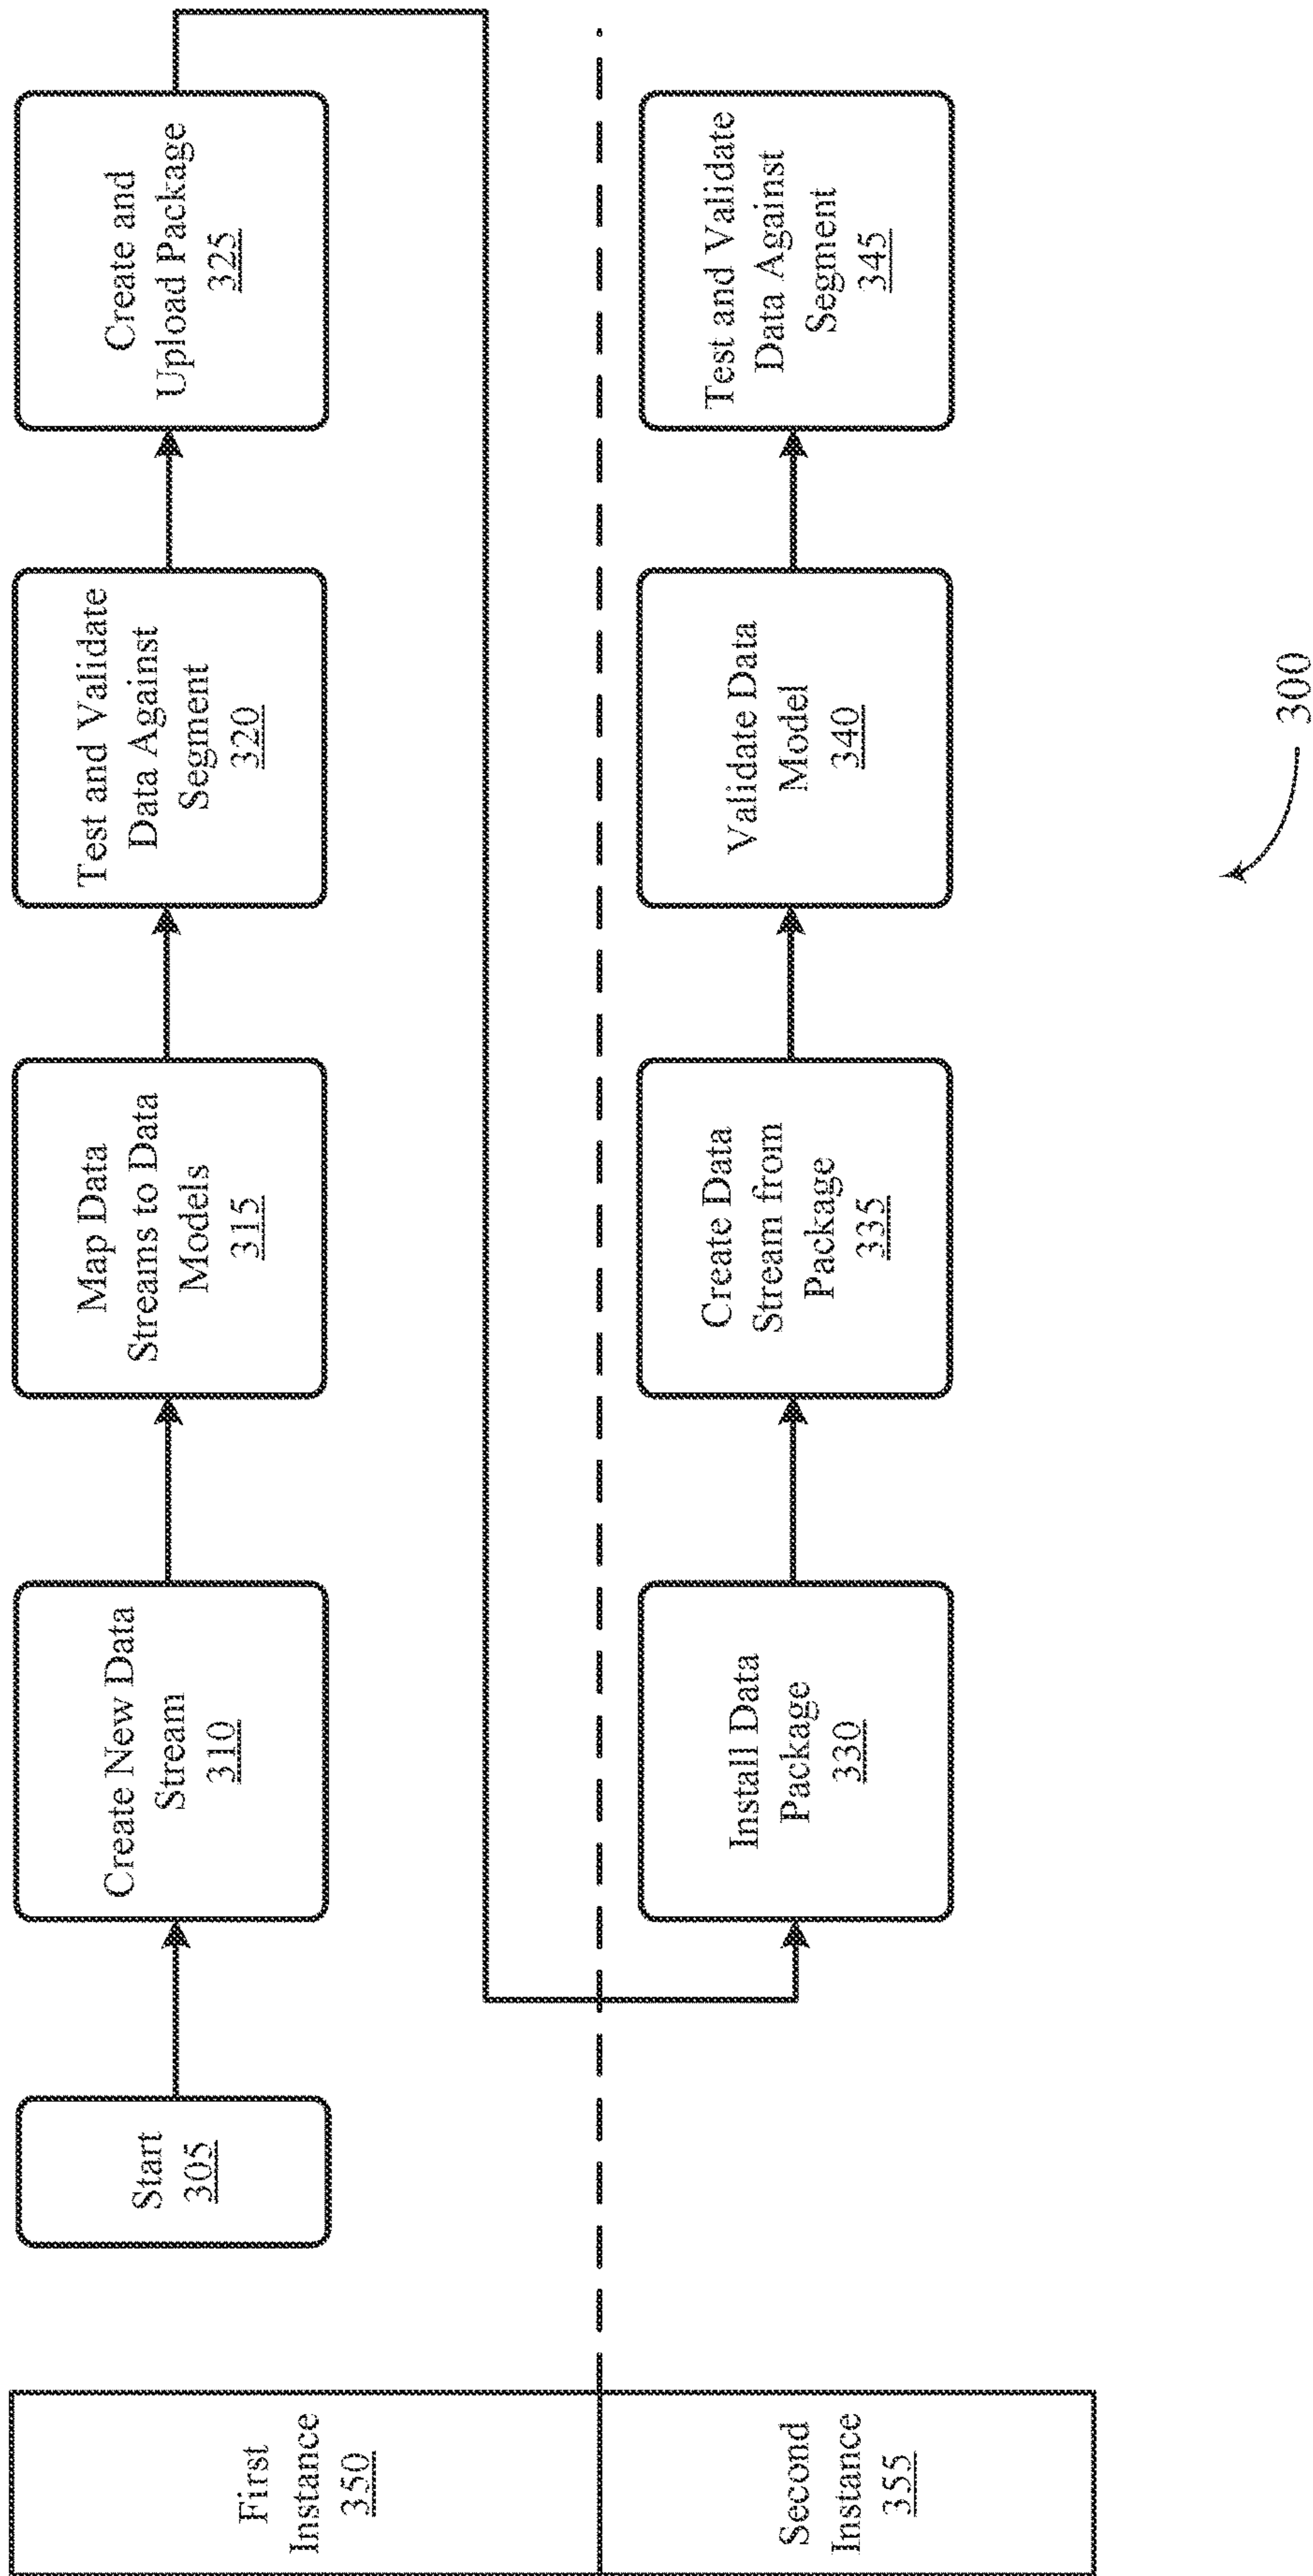 First
Instance
350
Start
305
Create New Data
Stream
310
Map Data
Streams to Data
Models
315
Test and Validate
Data Against
Segment
320
Create and
Upload Package
325
Second
Instance
355
Install Data
Package
330
Create Data
Stream from
Package
335
Validate Data
Model
340
Test and Validate
Data Against
Segment
345
300